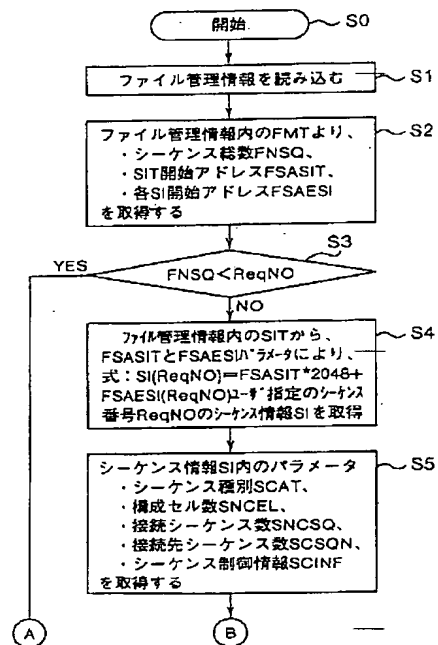 開始
S0
ファイル管理情報を読み込む
S1
ファイル管理情報内のFMTより、
・シーケンス総数FNSQ、
・SIT開始アドレスFSASIT、
・各SI開始アドレスFSAESI
を取得する
S2
S3
YES
FNSQ<ReqNO
NO
ファイル管理情報内のSITから、
FSASITとFSAESIパラメータにより、
式：SI(ReqNO)=FSASIT*2048+
FSAESI(ReqNO)ユーザ指定のシーケンス
番号ReqNOのシーケンス情報SIを取得
S4
シーケンス情報SI内のパラメータ
・シーケンス種別SCAT、
・構成セル数SNCEL、
・接続シーケンス数SNCSQ、
・接続先シーケンス数SCSQN、
・シーケンス制御情報SCINF
を取得する
S5
A
B